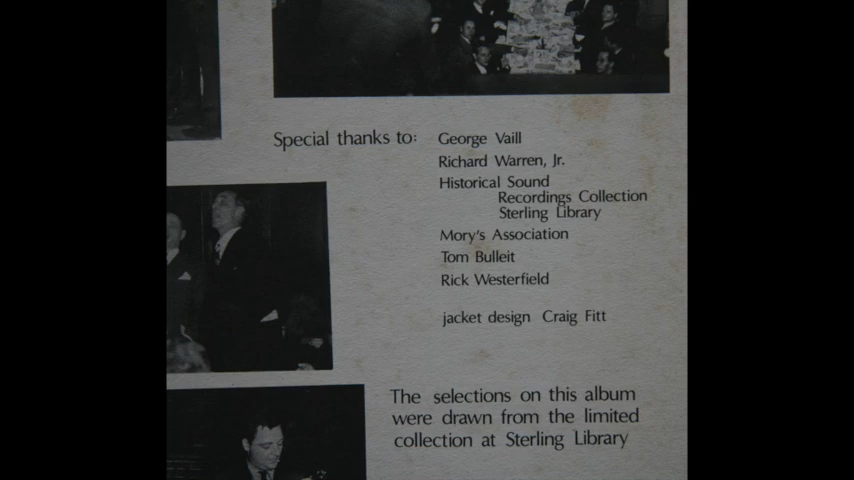 Special thanks to: George Vaill
Richard Warren, Jr.
Historical Sound
Recordings Collection
Sterling Library
Mory's Association
Tom Bulleit
Rick Westerfield
jacket design Craig Fitt
The selections on this album
were drawn from the limited
collection at Sterling Library